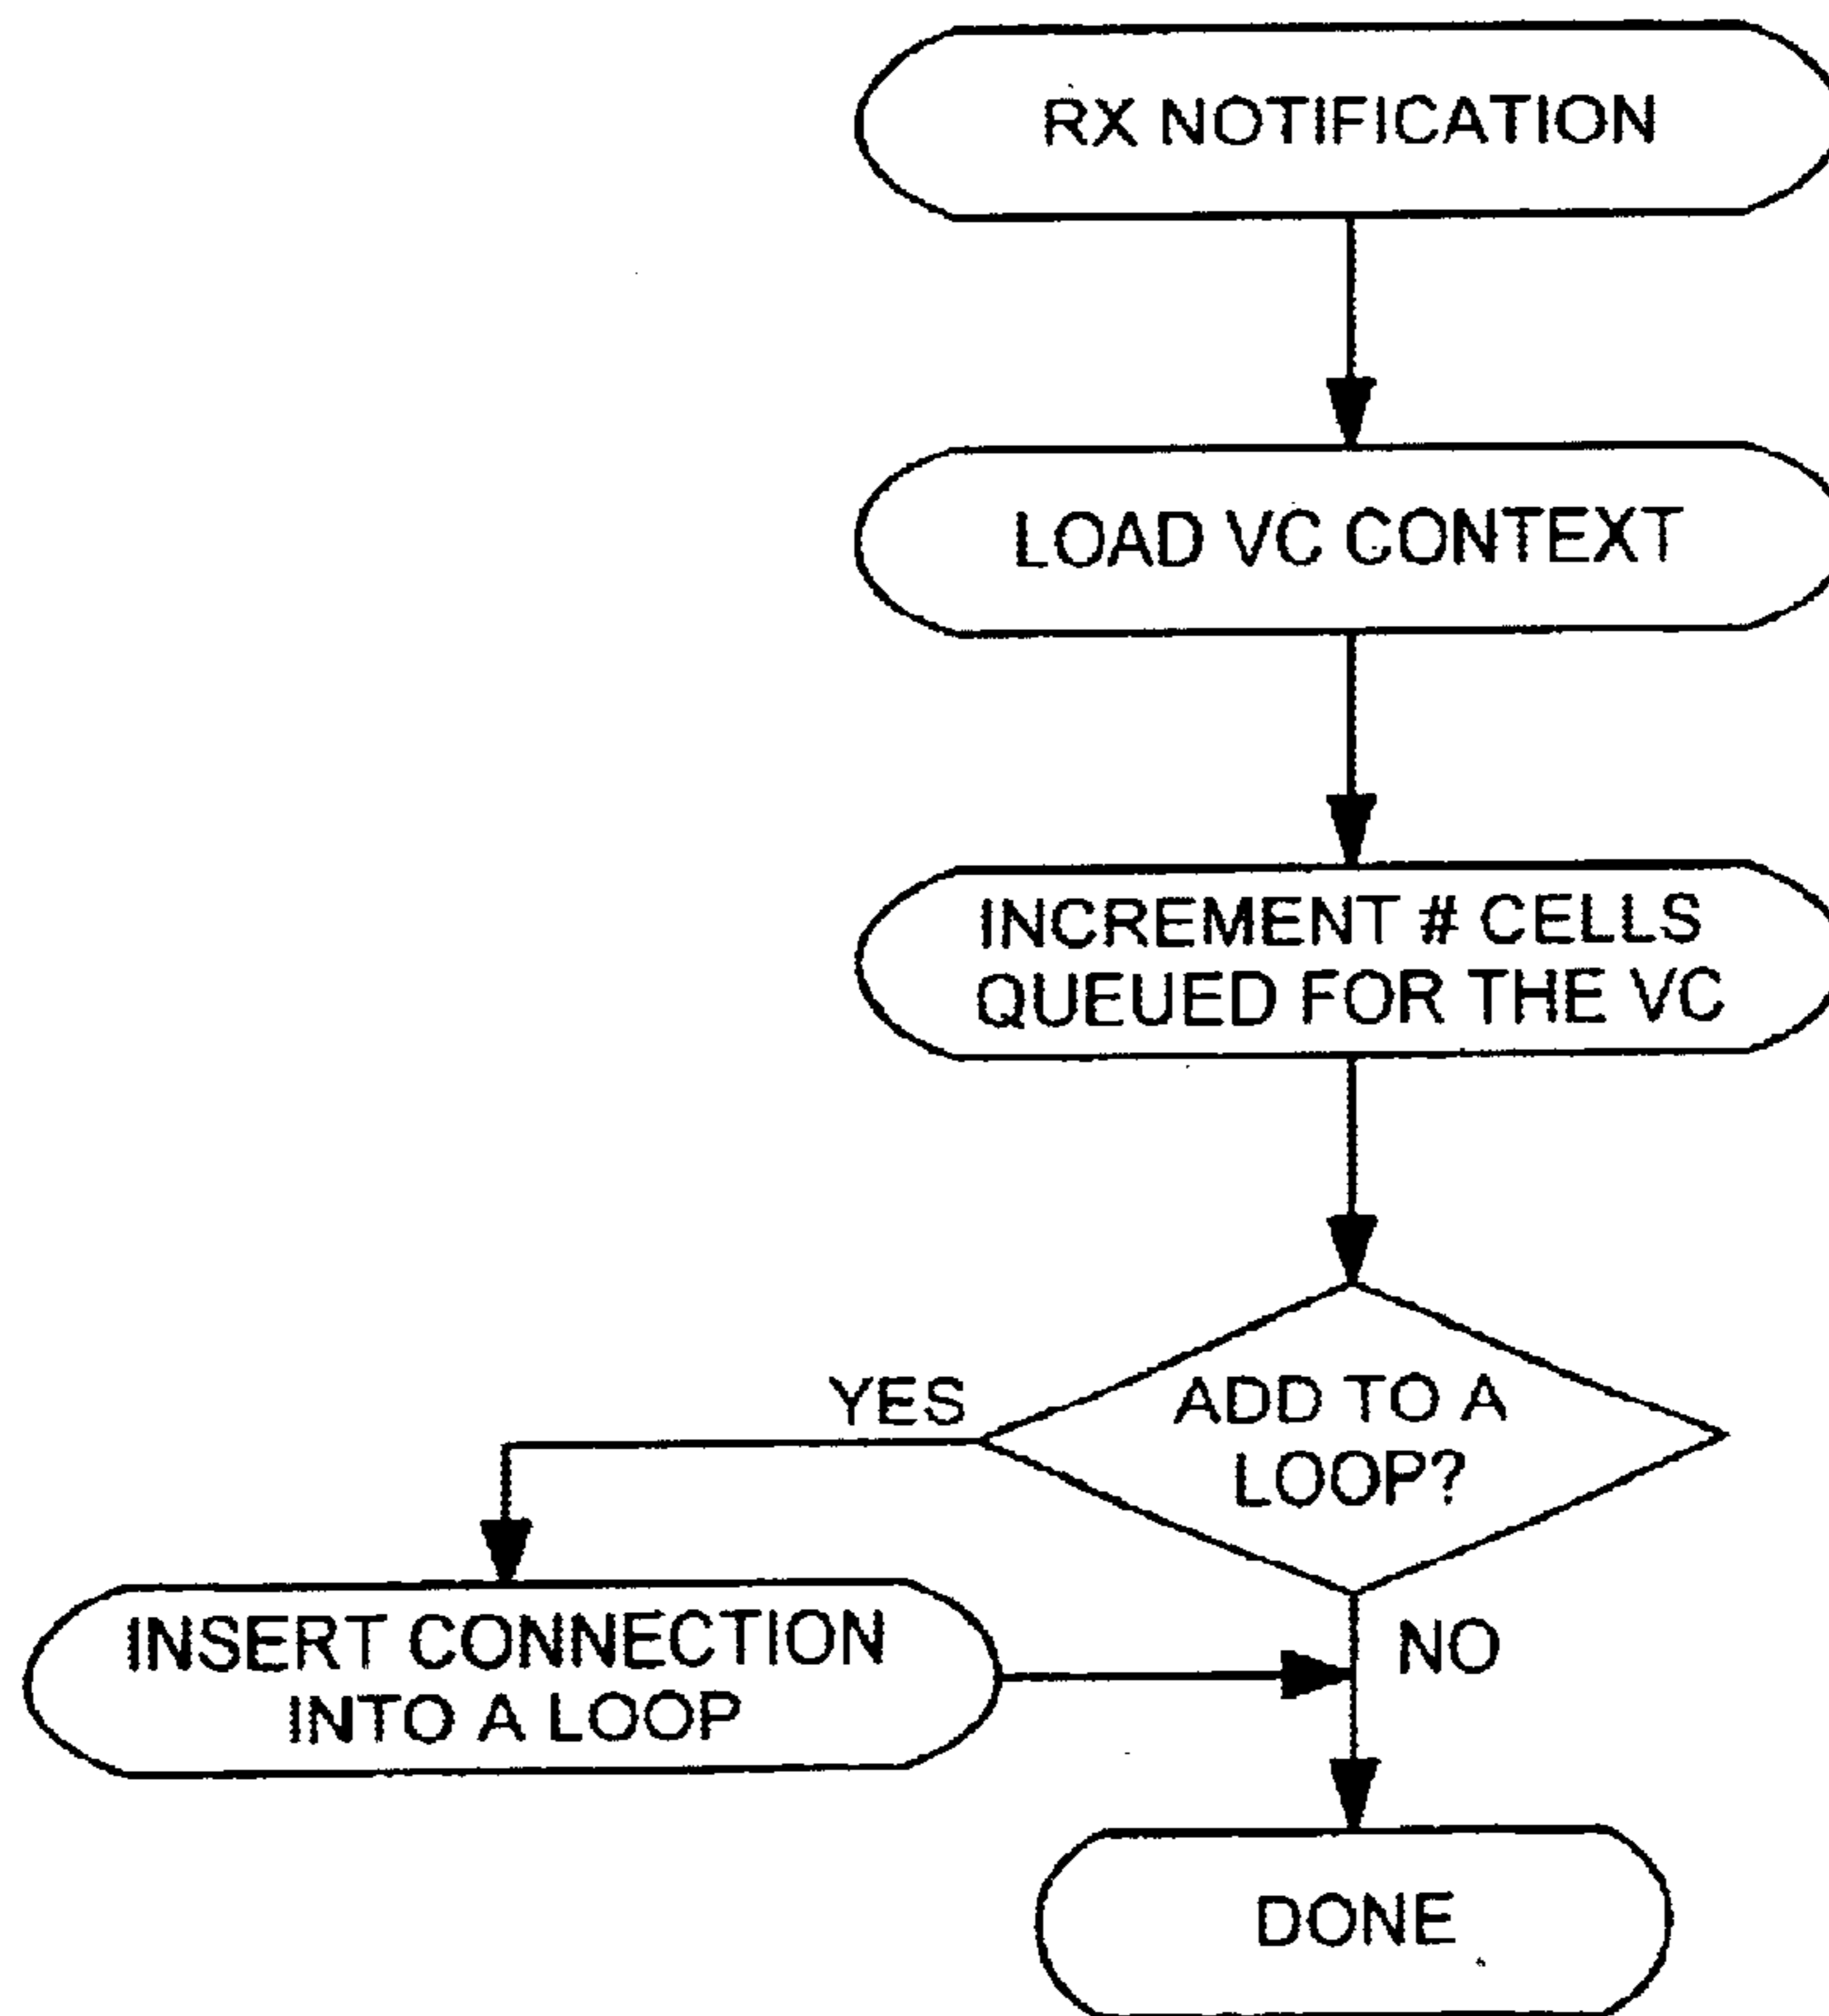 RX NOTIFICATION
LOAD VC CONTEXT
INCREMENT # CELLS
QUEUED FOR THE VC
ADD TO A
LOOP?
YES
NO
INSERT CONNECTION
INTO A LOOP
DONE